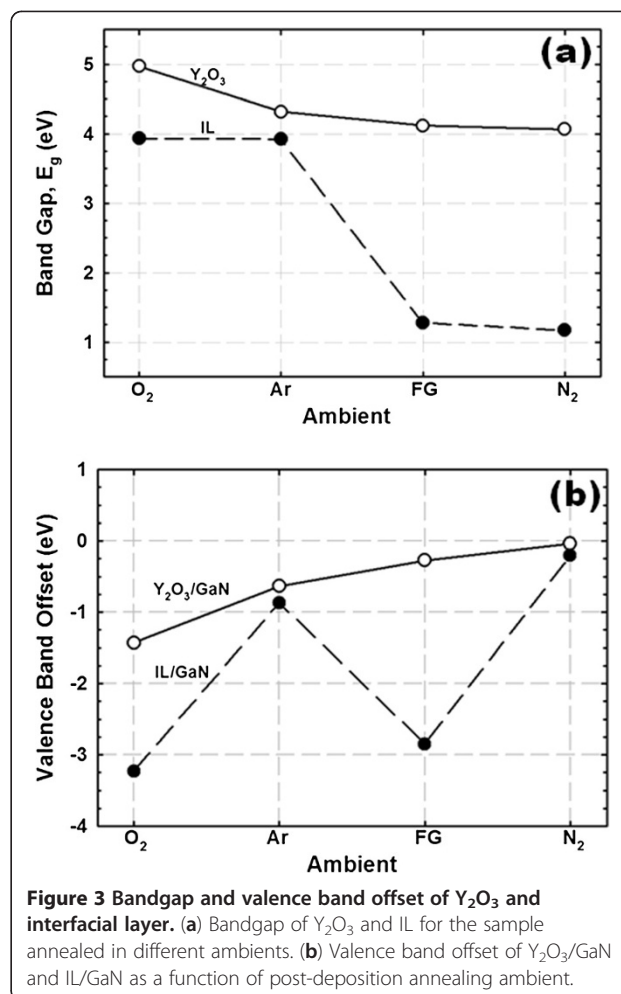 (a)
5
4
3
2
1
Band Gap, E_g (eV)
Y₂O₃
IL
O₂ Ar FG N₂
Ambient
(b)
1
0
-1
-2
-3
-4
Valence Band Offset (eV)
Y₂O₃/GaN
IL/GaN
O₂ Ar FG N₂
Ambient
Figure 3 Bandgap and valence band offset of Y₂O₃ and
interfacial layer. (a) Bandgap of Y₂O₃ and IL for the sample
annealed in different ambients. (b) Valence band offset of Y₂O₃/GaN
and IL/GaN as a function of post-deposition annealing ambient.